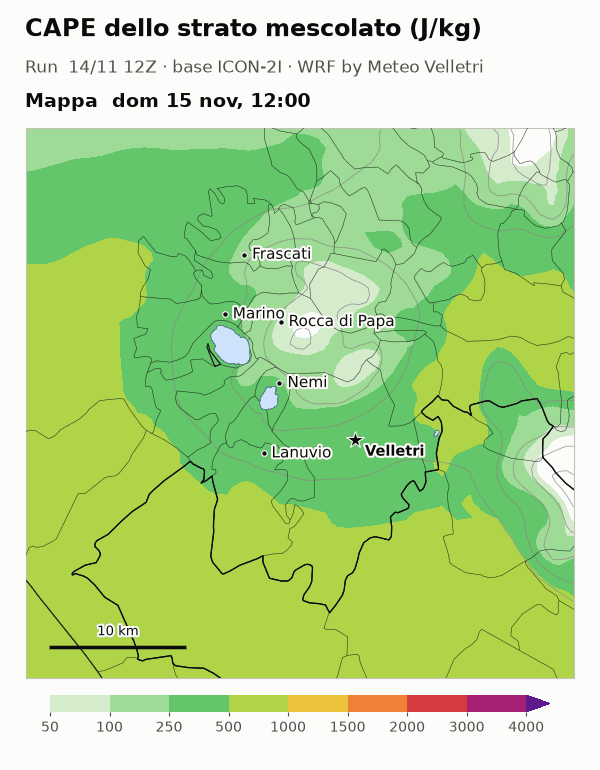 CAPE dello strato mescolato (J/kg)
Run  14/11 12Z · base ICON-2I · WRF by Meteo Velletri
Mappa  dom 15 nov, 12:00
Frascati
Marino
Rocca di Papa
Nemi
Velletri
Lanuvio
10 km
50 100 250 500 1000 1500 2000 3000 4000